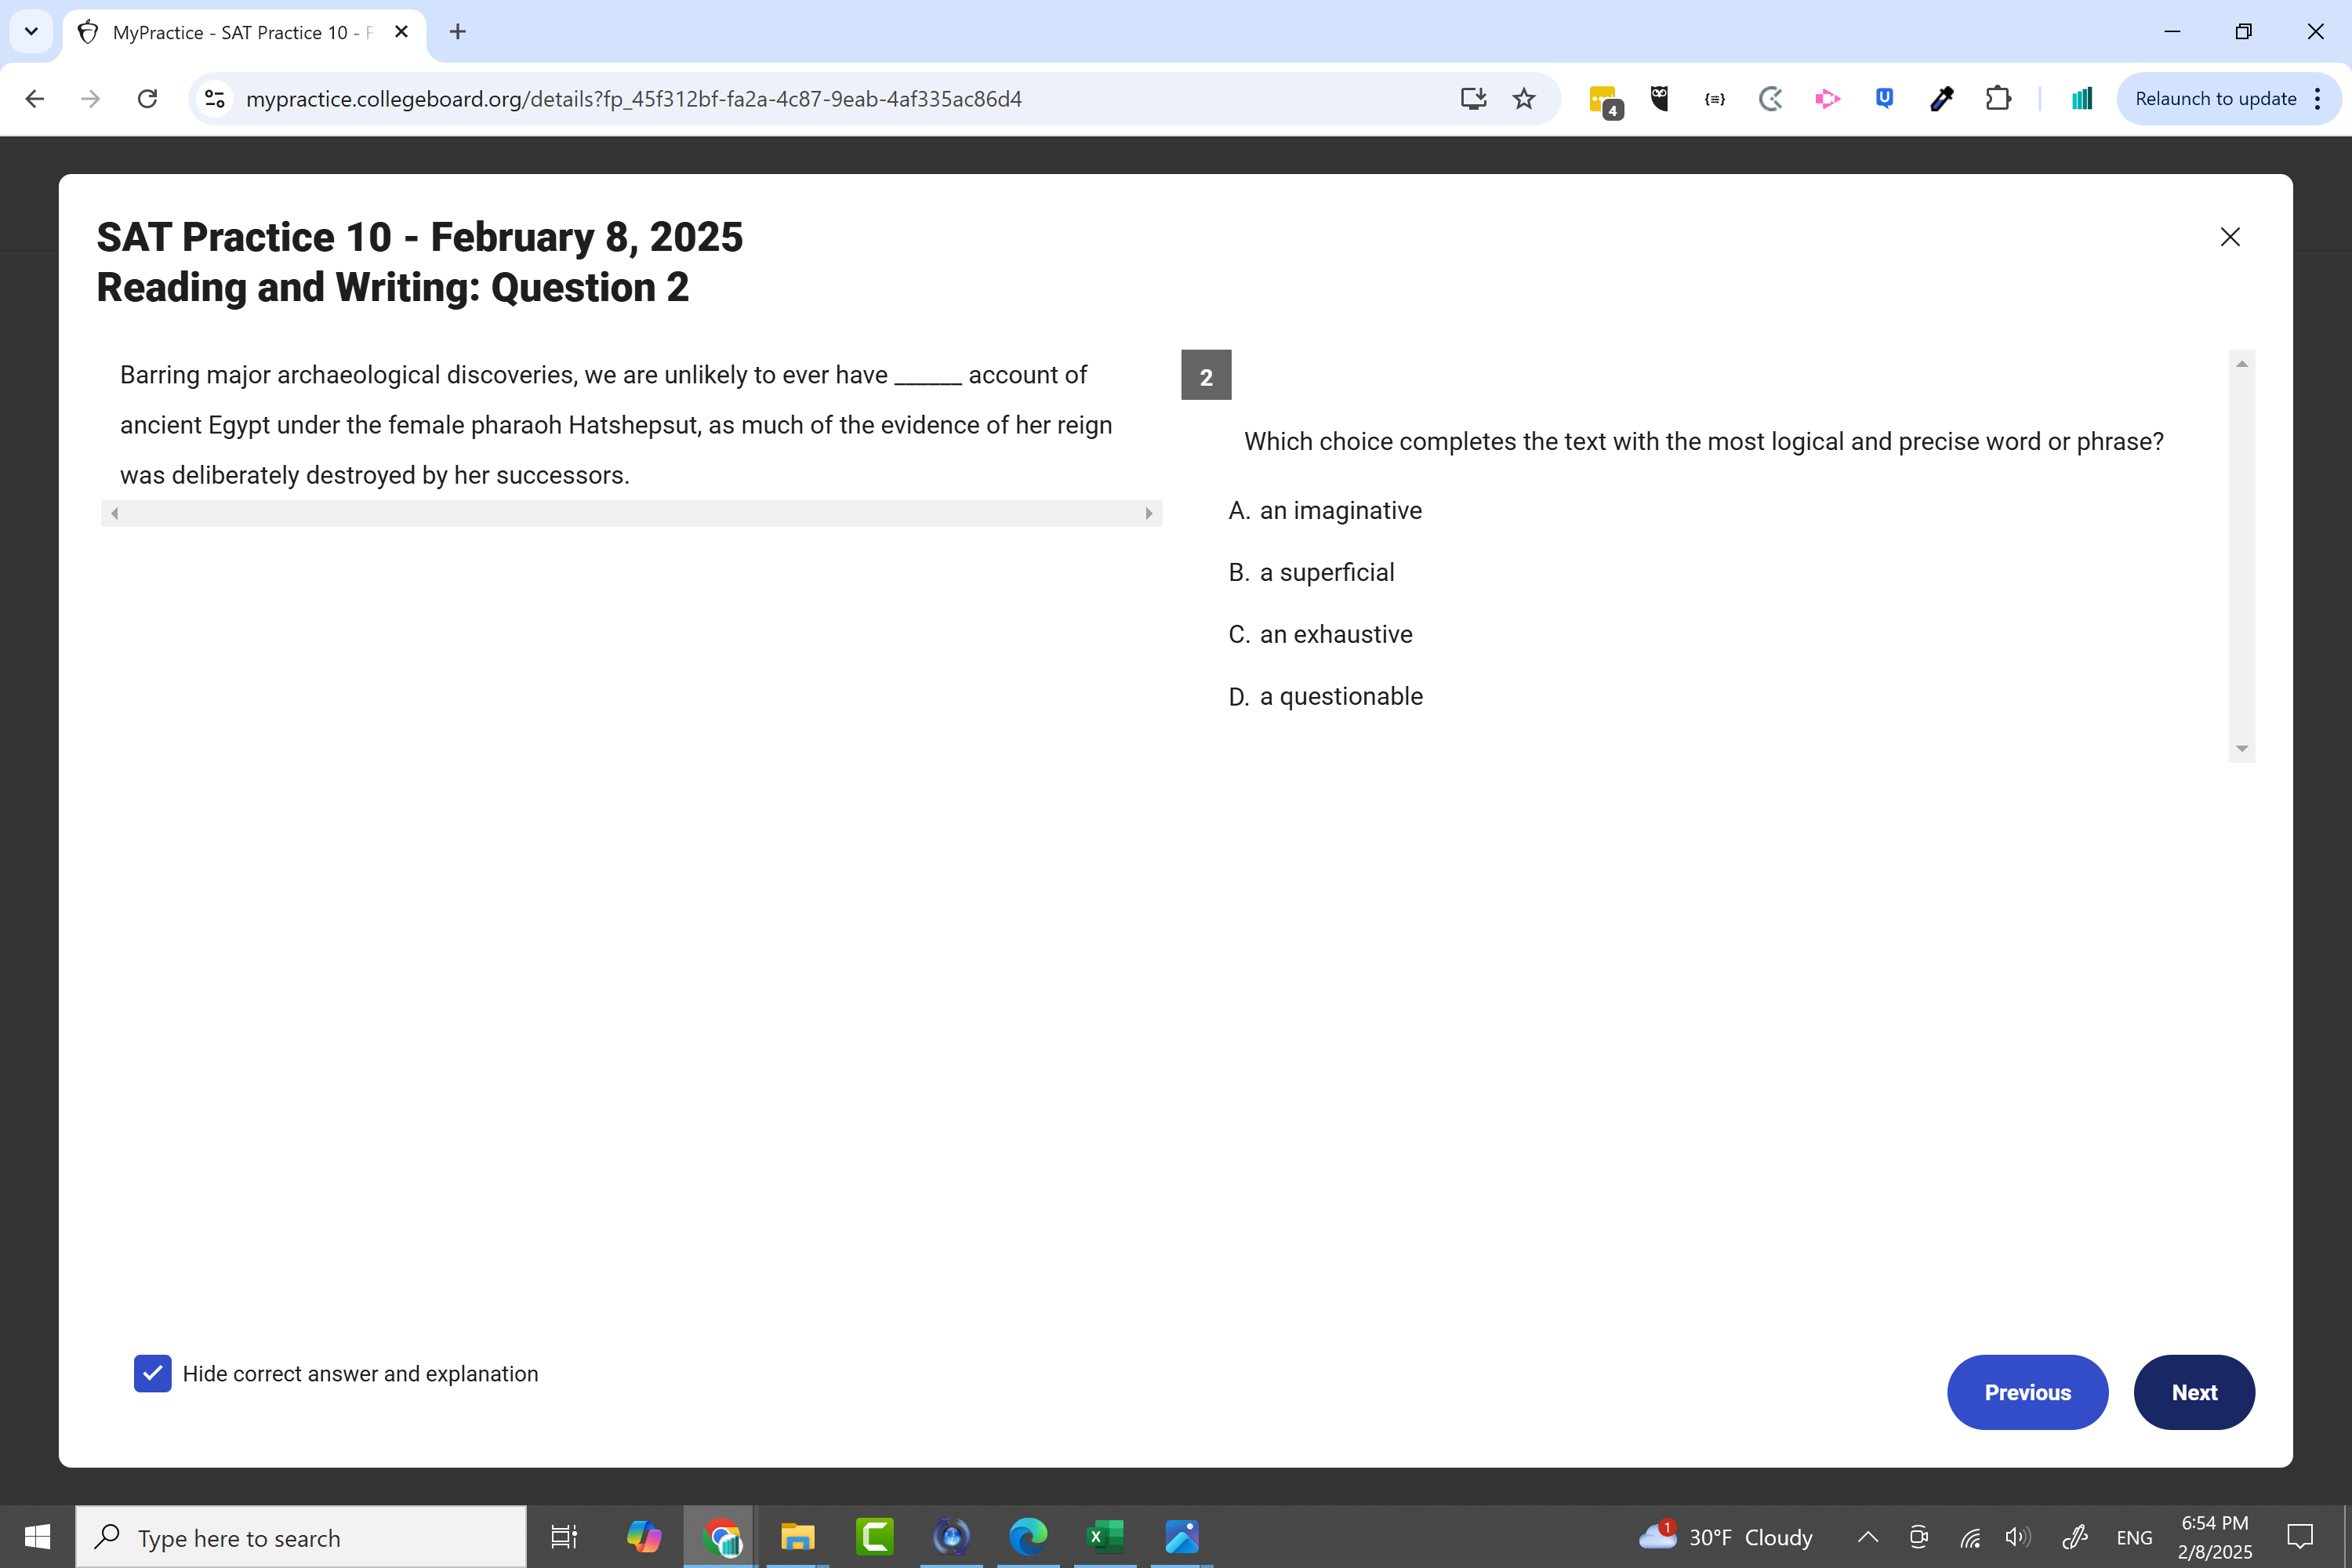 MyPractice - SAT Practice 10 - F
mypractice.collegeboard.org/details?fp_45f312bf-fa2a-4c87-9eab-4af335ac86d4
4
Relaunch to update
SAT Practice 10 - February 8, 2025
Reading and Writing: Question 2
Barring major archaeological discoveries, we are unlikely to ever have ______ account of
ancient Egypt under the female pharaoh Hatshepsut, as much of the evidence of her reign
was deliberately destroyed by her successors.
2
Which choice completes the text with the most logical and precise word or phrase?
A. an imaginative
B. a superficial
C. an exhaustive
D. a questionable
Hide correct answer and explanation
Previous
Next
Type here to search
1
30°F Cloudy
ENG
6:54 PM
2/8/2025